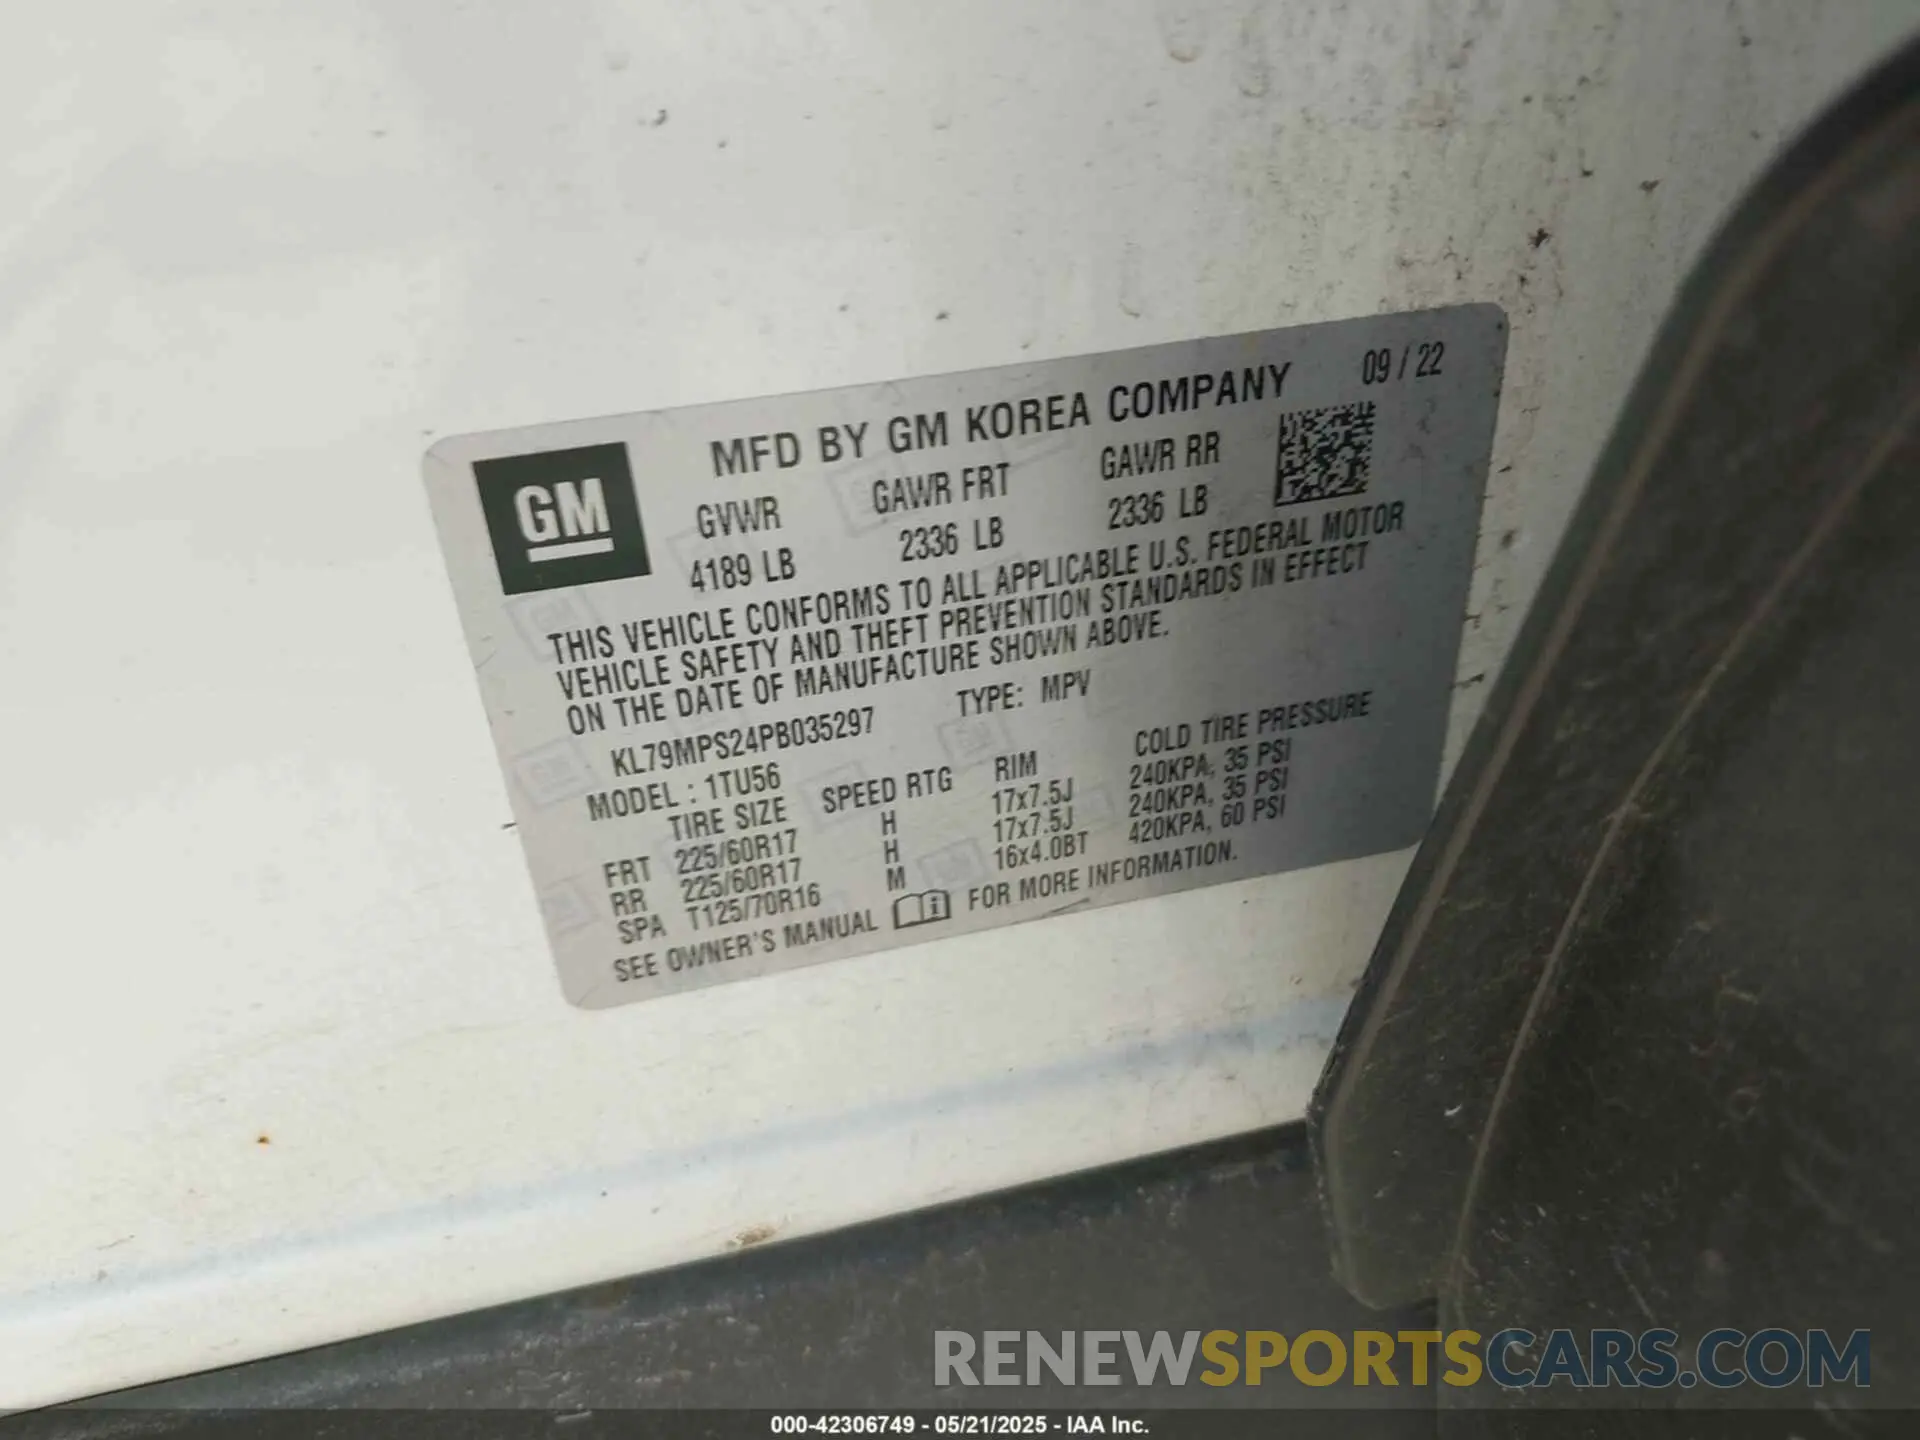 MFD BY GM KOREA COMPANY 09 / 22
GM
GVWR GAWR FRT GAWR RR
4189 LB 2336 LB 2336 LB
THIS VEHICLE CONFORMS TO ALL APPLICABLE U.S. FEDERAL MOTOR
VEHICLE SAFETY AND THEFT PREVENTION STANDARDS IN EFFECT
ON THE DATE OF MANUFACTURE SHOWN ABOVE.
KL79MPS24PB035297 TYPE: MPV
MODEL : 1TU56
TIRE SIZE SPEED RTG RIM COLD TIRE PRESSURE
FRT 225/60R17 H 17x7.5J 240KPA, 35 PSI
RR 225/60R17 H 17x7.5J 240KPA, 35 PSI
SPA T125/70R16 M 16x4.0BT 420KPA, 60 PSI
SEE OWNER'S MANUAL FOR MORE INFORMATION.
RENEWSPORTSCARS.COM
000-42306749 - 05/21/2025 - IAA Inc.